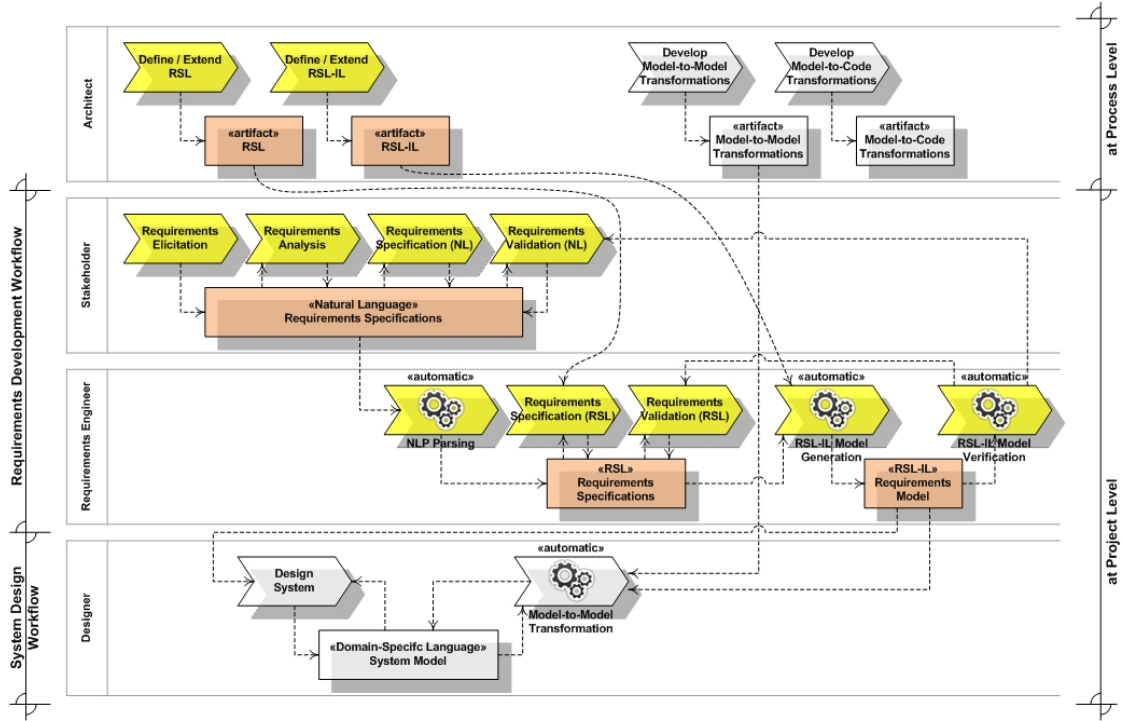 Architect
Define / Extend
RSL
Define / Extend
RSL-IL
Develop
Model-to-Model
Transformations
Develop
Model-to-Code
Transformations
«artifact»
RSL
«artifact»
RSL-IL
«artifact»
Model-to-Model
Transformations
«artifact»
Model-to-Code
Transformations
at Process Level
Requirements Development Workflow
Stakeholder
Requirements
Elicitation
Requirements
Analysis
Requirements
Specification (NL)
Requirements
Validation (NL)
«Natural Language»
Requirements Specifications
Requirements Engineer
«automatic»
NLP Parsing
Requirements
Specification (RSL)
Requirements
Validation (RSL)
«automatic»
RSL-IL Model
Generation
«automatic»
RSL-IL Model
Verification
«RSL»
Requirements
Specifications
«RSL-IL»
Requirements
Model
at Project Level
System Design
Workflow
Designer
Design
System
«automatic»
Model-to-Model
Transformation
«Domain-Specifc Language»
System Model